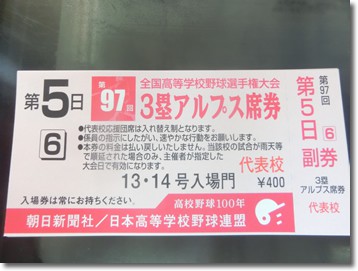 第5日
6
第97回
全国高等学校野球選手権大会
3塁アルプス席券
●代表校応援団席は入れ替え制となります。
●係員の指示にしたがい、速やかな行動をお願いします。
●本券の料金は払い戻しいたしません。当該校の試合が雨天等
で順延された場合のみ、主催者が指定した
大会日で有効になります。
代表校
13・14号入場門
¥400
入場券は常にお持ちください。
高校野球100年
朝日新聞社/日本高等学校野球連盟
第97回
第5日
6
副券
3塁
アルプス席券
代表校